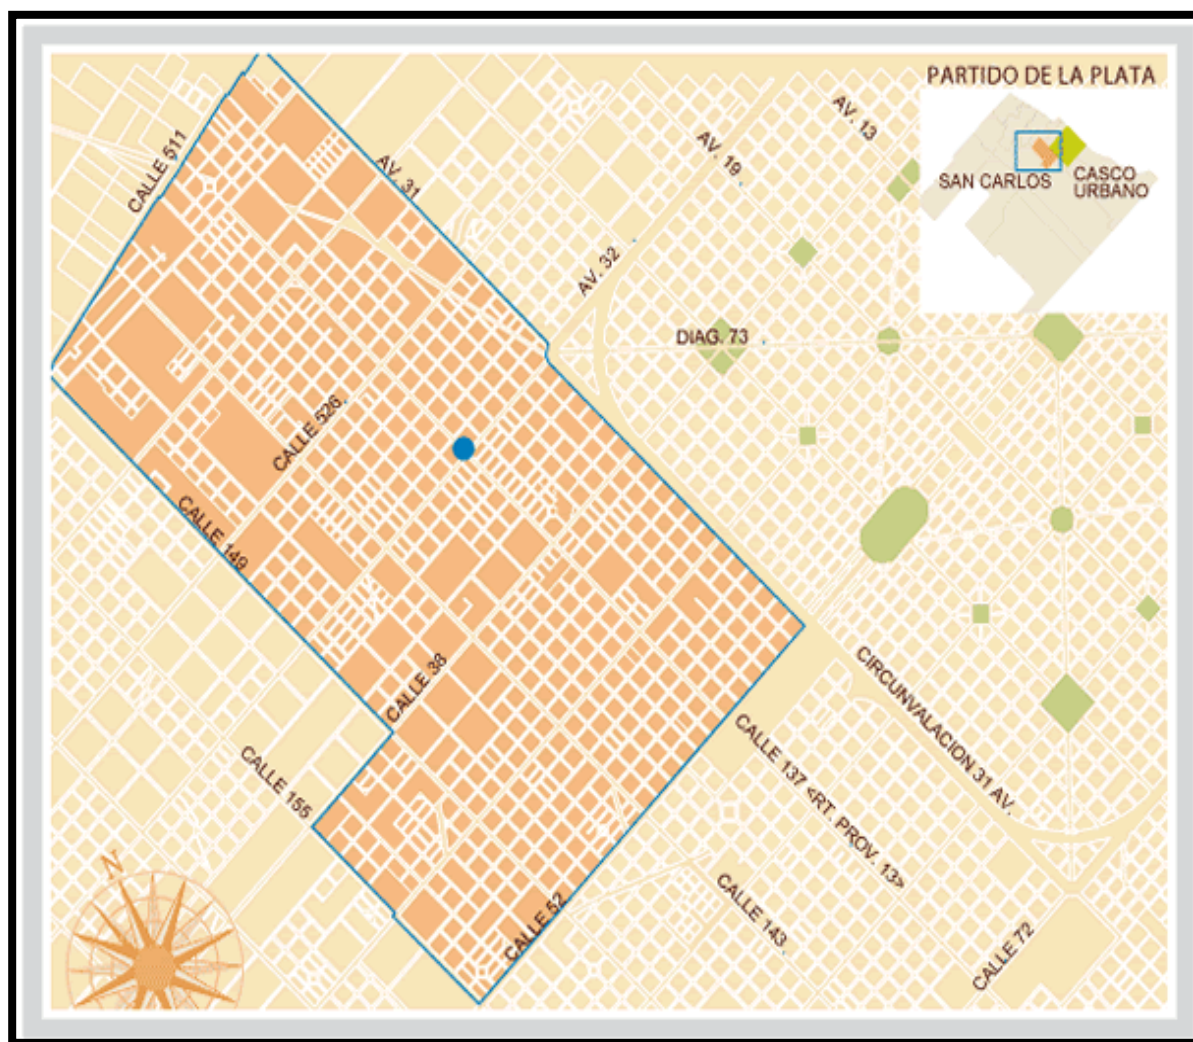 PARTIDO DE LA PLATA
SAN CARLOS
CASCO
URBANO
AV. 13
AV. 19
CALLE 511
AV. 31
AV. 32
DIAG. 73
CALLE 526
CALLE 149
CALLE 38
CIRCUNVALACION 31 AV.
CALLE 155
CALLE 137 <RT. PROV. 13>
CALLE 52
CALLE 143
CALLE 72
N